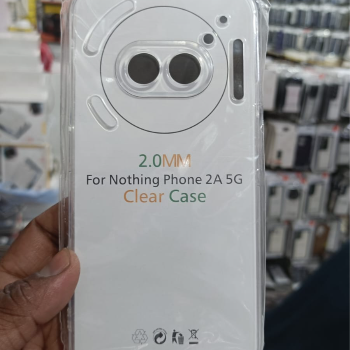 2.0MM
For Nothing Phone 2A 5G
Clear Case